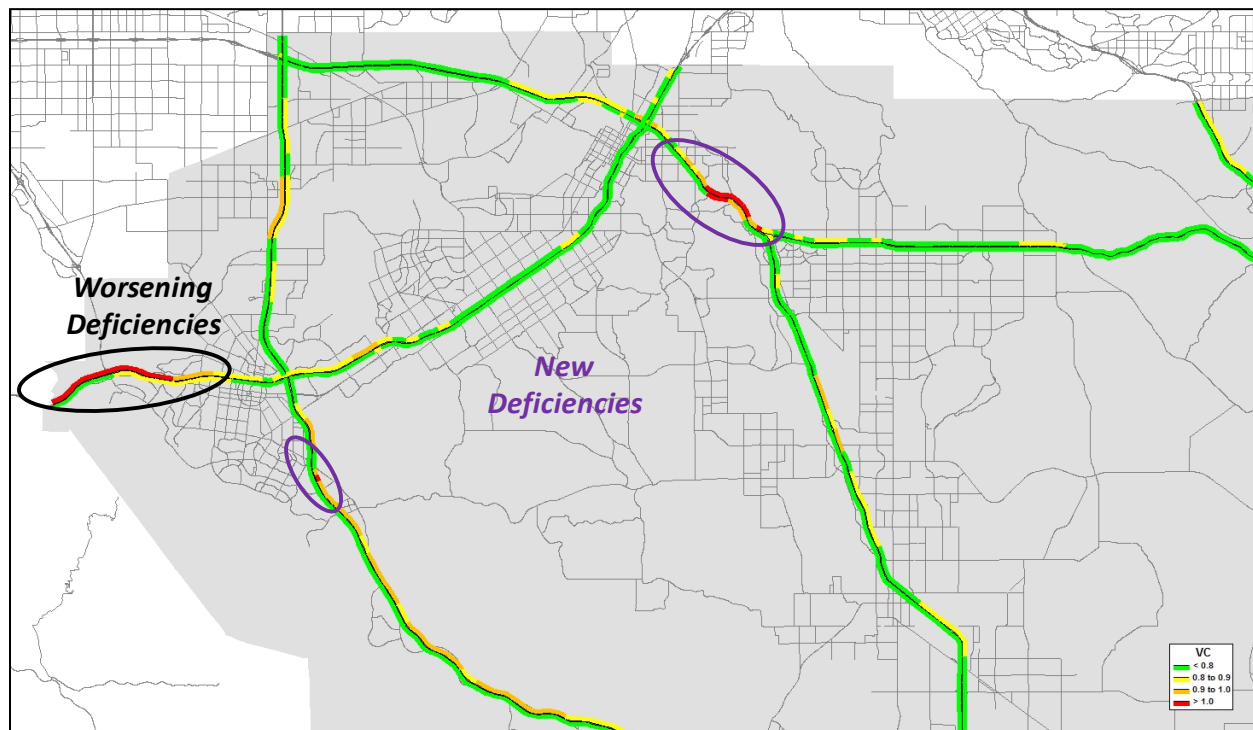 Worsening
Deficiencies
New
Deficiencies
VC
< 0.8
0.8 to 0.9
0.9 to 1.0
> 1.0